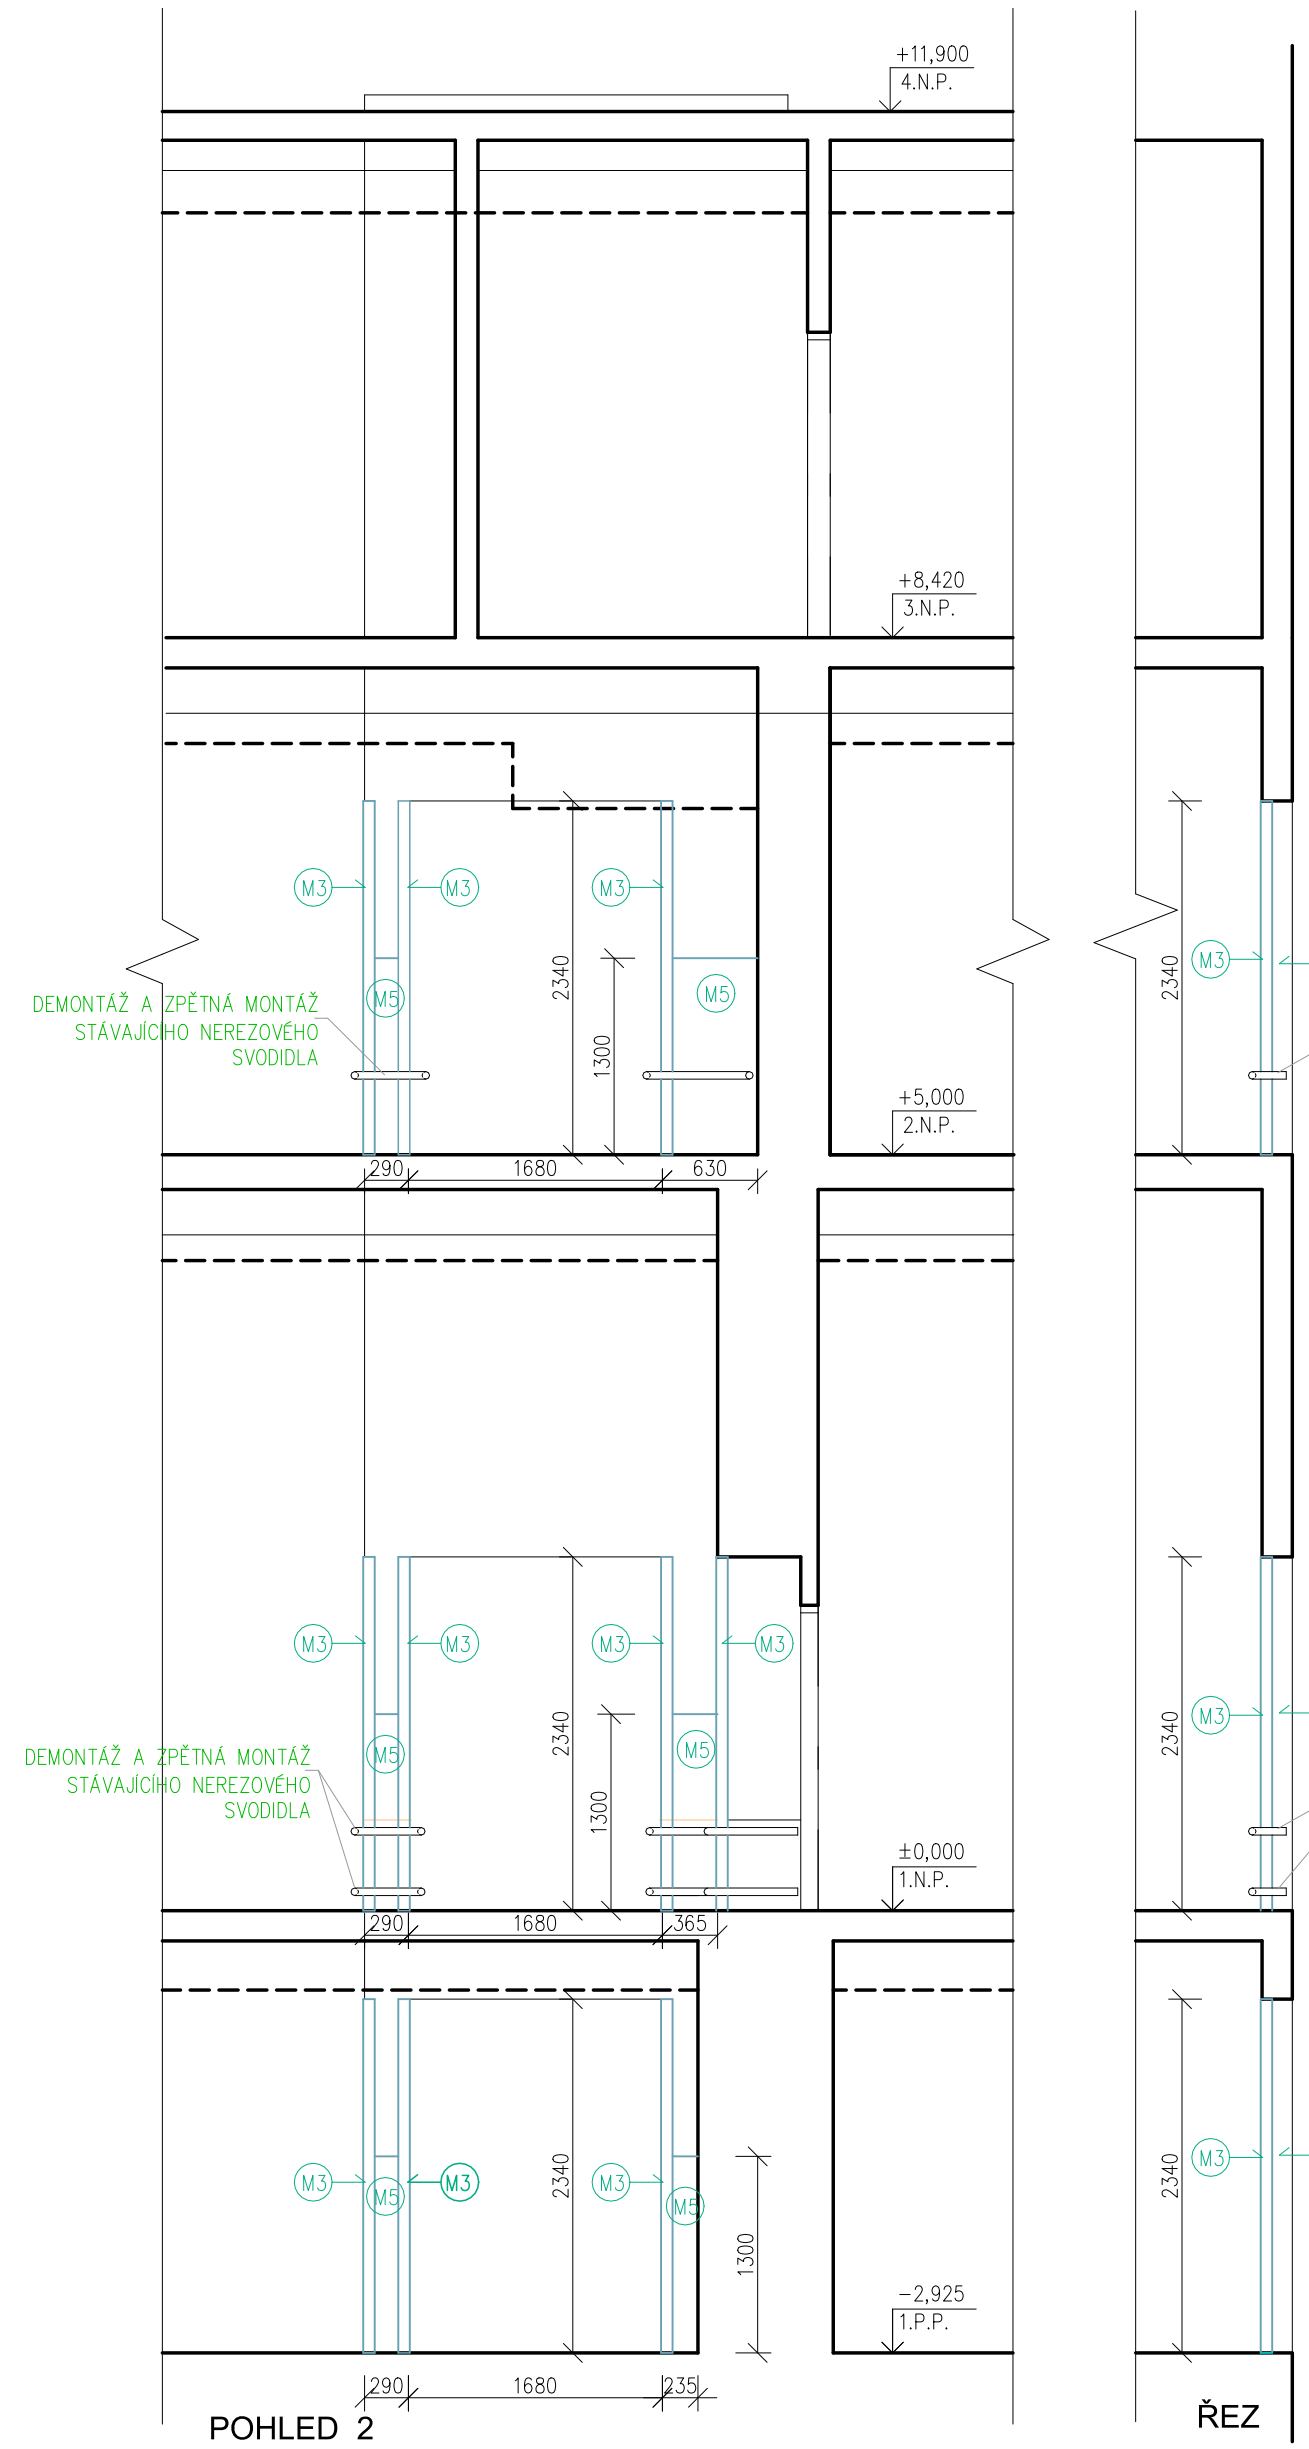 +11,900
4.N.P.
+8,420
3.N.P.
M3
M3
M3
2340
2340
M3
M5
M5
DEMONTÁŽ A ZPĚTNÁ MONTÁŽ
STÁVAJÍCÍHO NEREZOVÉHO
SVODIDLA
1300
+5,000
2.N.P.
290
1680
630
M3
M3
M3
M3
2340
2340
M3
M5
M5
DEMONTÁŽ A ZPĚTNÁ MONTÁŽ
STÁVAJÍCÍHO NEREZOVÉHO
SVODIDLA
1300
±0,000
1.N.P.
290
1680
365
M3
M5
M3
M3
M5
2340
2340
M3
1300
-2,925
1.P.P.
290
1680
235
POHLED 2
ŘEZ